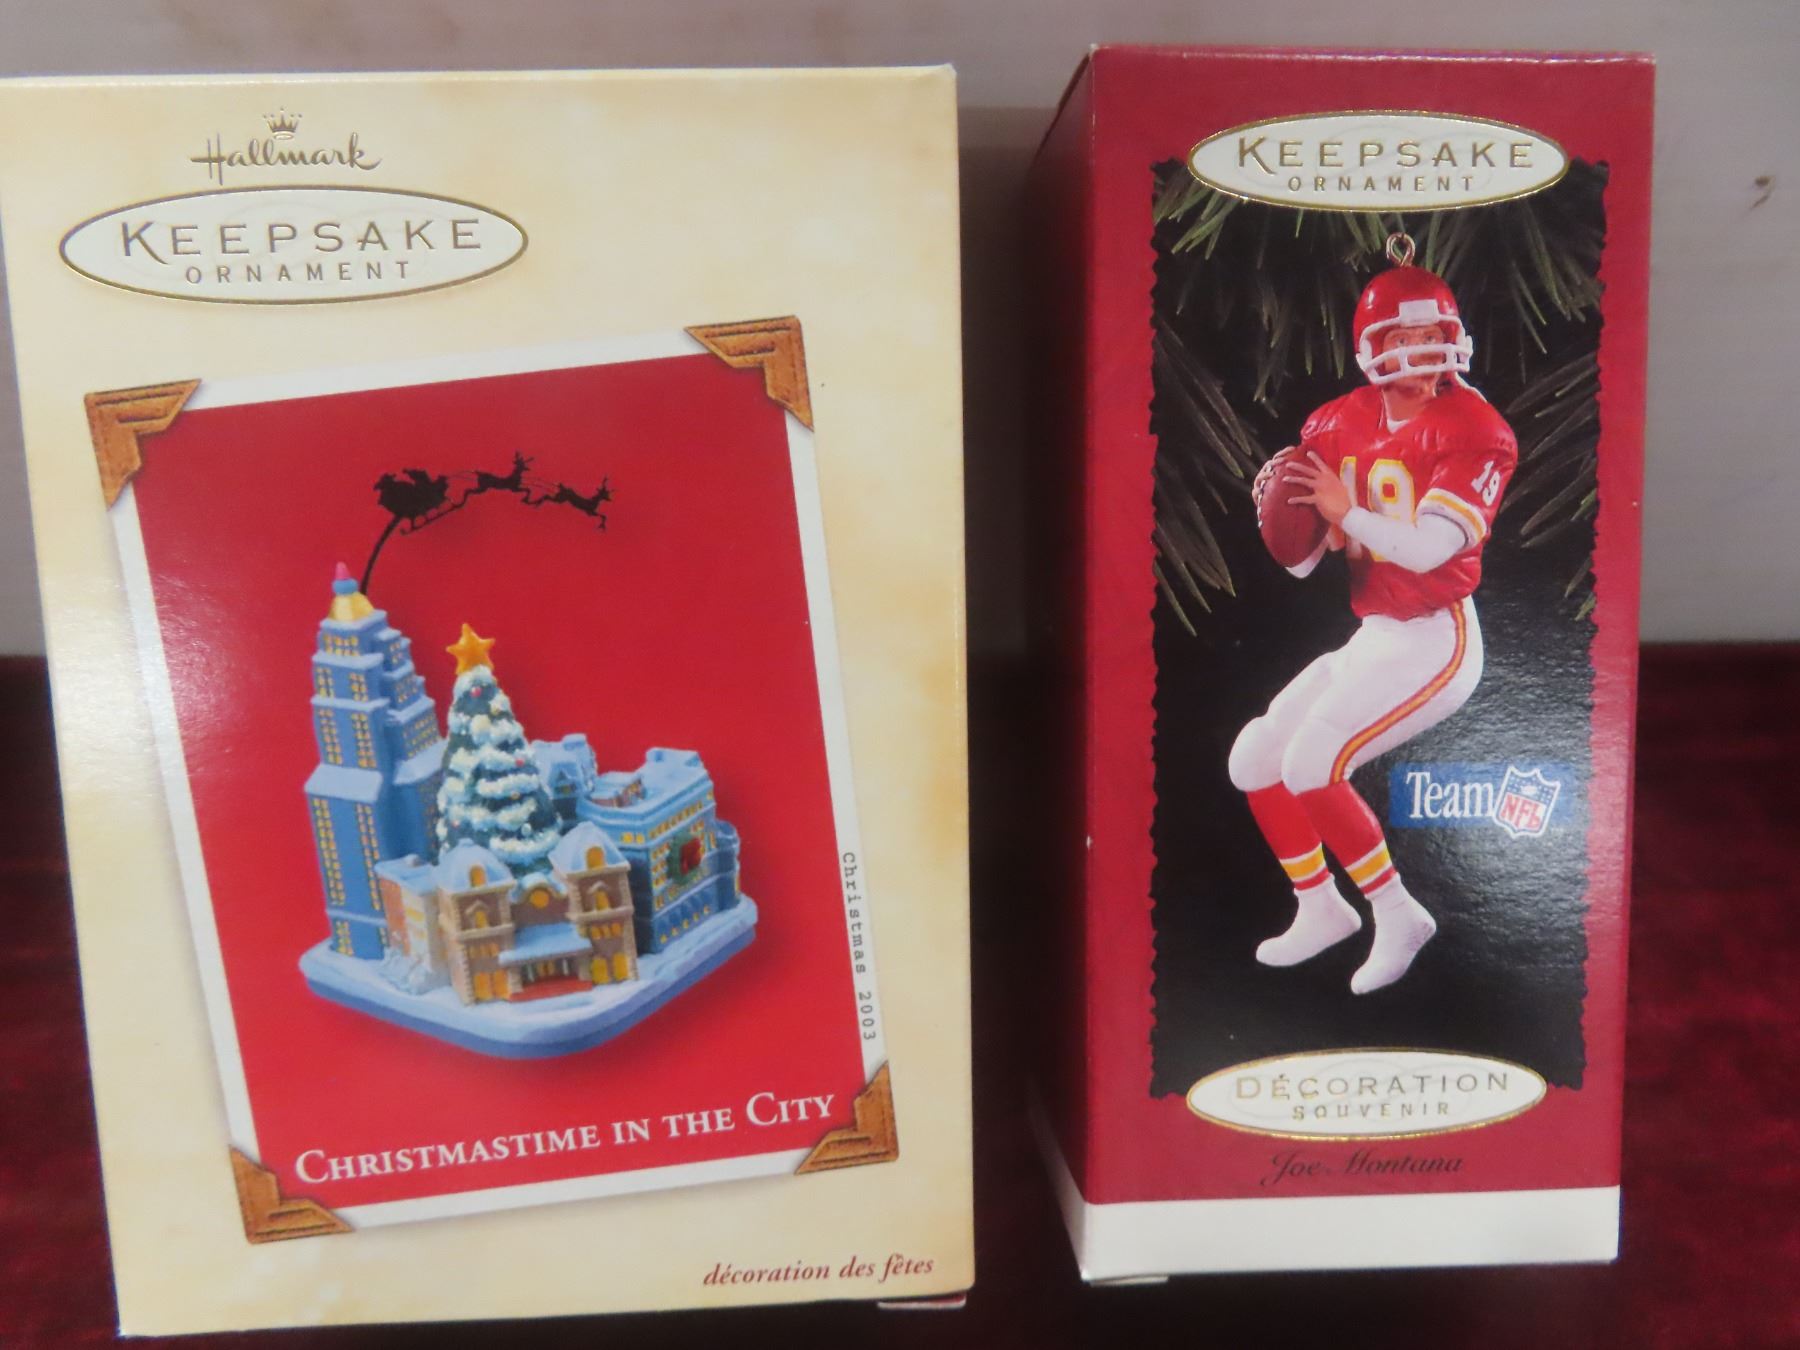 Hallmark
KEEPSAKE
ORNAMENT
Christmas 2003
CHRISTMASTIME IN THE CITY
décoration des fêtes
KEEPSAKE
ORNAMENT
19
19
Team NFL
DÉCORATION
SOUVENIR
Joe Montana